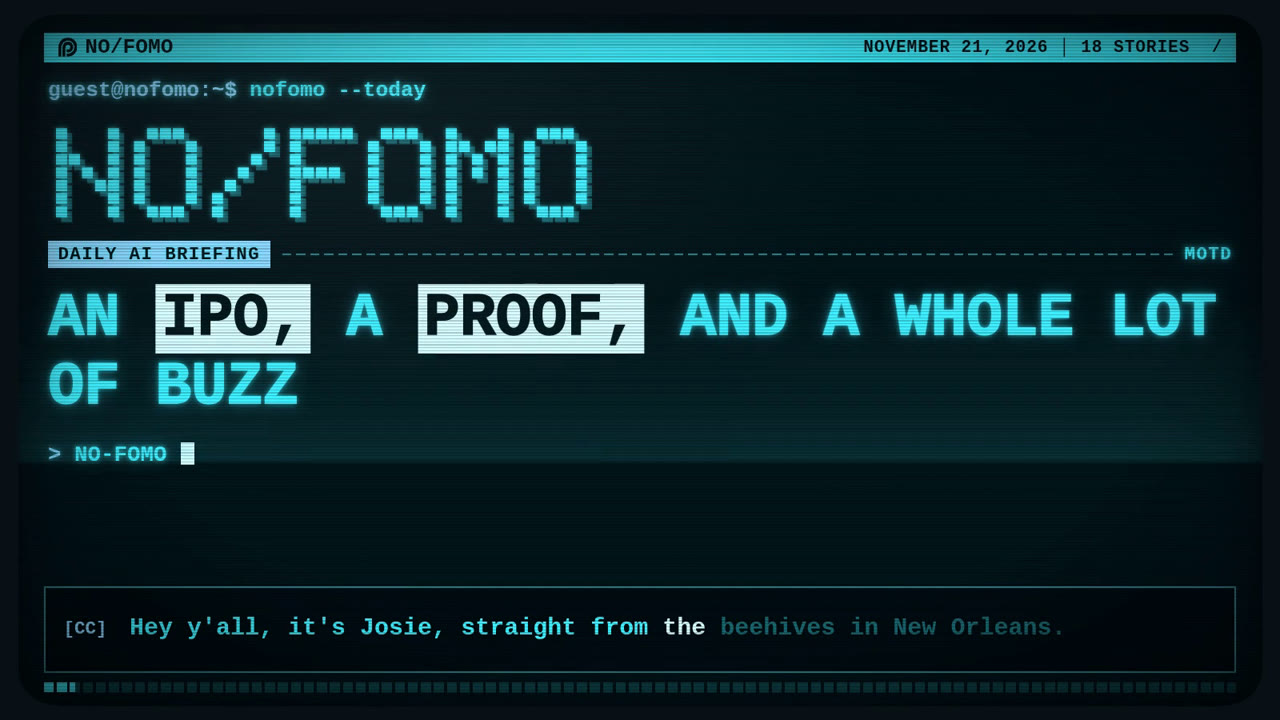 NO/FOMO
NOVEMBER 21, 2026 | 18 STORIES /
guest@nofomo:~$ nofomo --today
NO/FOMO
DAILY AI BRIEFING
MOTD
AN IPO, A PROOF, AND A WHOLE LOT
OF BUZZ
> NO-FOMO
[CC] Hey y'all, it's Josie, straight from the beehives in New Orleans.